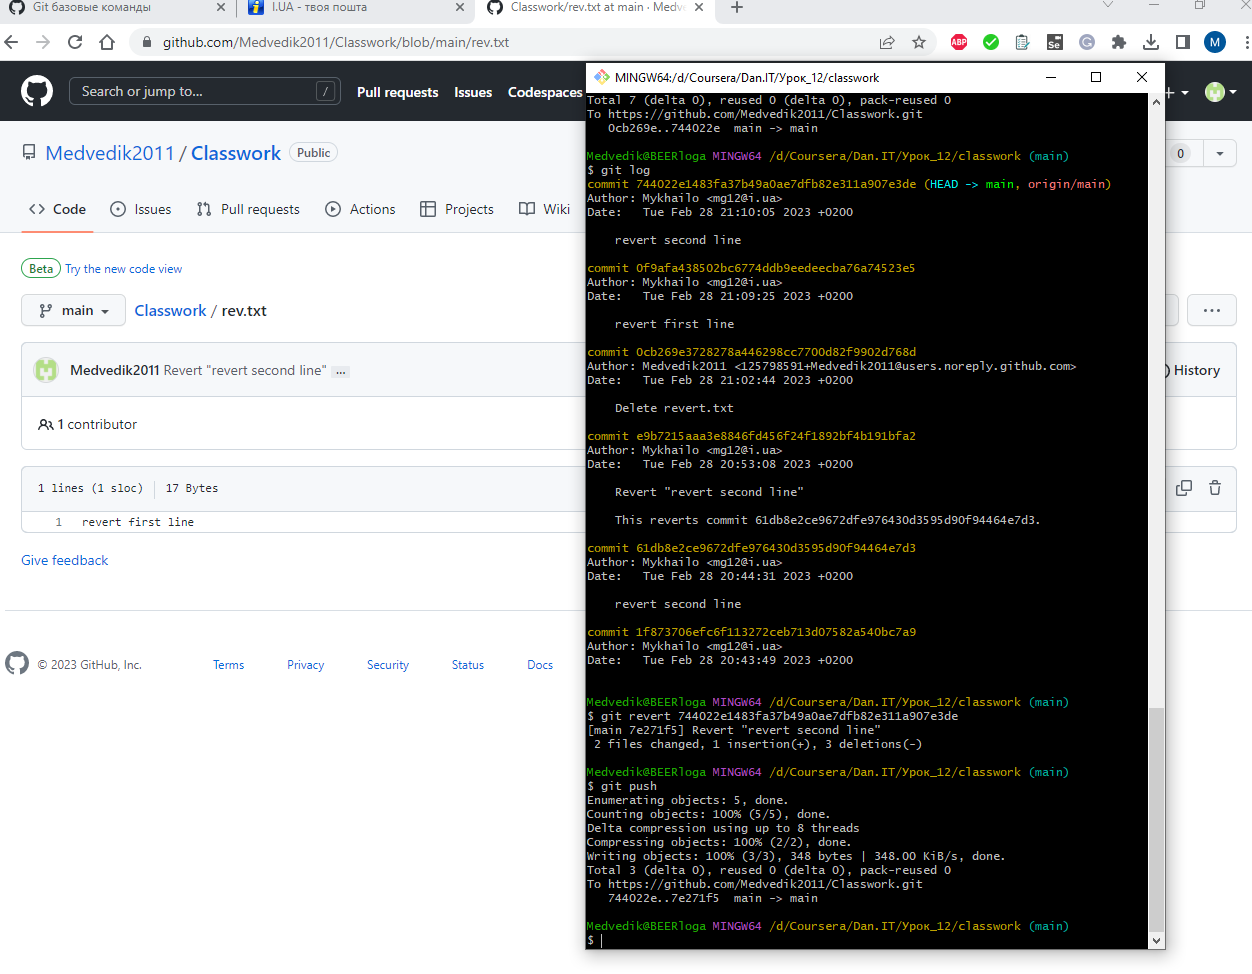 Git базовые команды
I.UA - твоя пошта
Classwork/rev.txt at main · Medve
github.com/Medvedik2011/Classwork/blob/main/rev.txt
ABP
Se
G
M
Search or jump to...
/
Pull requests
Issues
Codespaces
Medvedik2011 / Classwork
Public
0
Code
Issues
Pull requests
Actions
Projects
Wiki
Beta
Try the new code view
main
Classwork / rev.txt
...
Medvedik2011 Revert "revert second line" ...
History
1 contributor
1 lines (1 sloc)
17 Bytes
1 revert first line
Give feedback
© 2023 GitHub, Inc.
Terms
Privacy
Security
Status
Docs
MINGW64:/d/Coursera/Dan.IT/Урок_12/classwork
Total 7 (delta 0), reused 0 (delta 0), pack-reused 0
To https://github.com/Medvedik2011/Classwork.git
   0cb269e..744022e  main -> main
Medvedik@BEERloga MINGW64 /d/Coursera/Dan.IT/Урок_12/classwork (main)
$ git log
commit 744022e1483fa37b49a0ae7dfb82e311a907e3de (HEAD -> main, origin/main)
Author: Mykhailo <mg12@i.ua>
Date:   Tue Feb 28 21:10:05 2023 +0200
    revert second line
commit 0f9afa438502bc6774ddb9eedeecba76a74523e5
Author: Mykhailo <mg12@i.ua>
Date:   Tue Feb 28 21:09:25 2023 +0200
    revert first line
commit 0cb269e3728278a446298cc7700d82f9902d768d
Author: Medvedik2011 <125798591+Medvedik2011@users.noreply.github.com>
Date:   Tue Feb 28 21:02:44 2023 +0200
    Delete revert.txt
commit e9b7215aaa3e8846fd456f24f1892bf4b191bfa2
Author: Mykhailo <mg12@i.ua>
Date:   Tue Feb 28 20:53:08 2023 +0200
    Revert "revert second line"
    This reverts commit 61db8e2ce9672dfe976430d3595d90f94464e7d3.
commit 61db8e2ce9672dfe976430d3595d90f94464e7d3
Author: Mykhailo <mg12@i.ua>
Date:   Tue Feb 28 20:44:31 2023 +0200
    revert second line
commit 1f873706efc6f113272ceb713d07582a540bc7a9
Author: Mykhailo <mg12@i.ua>
Date:   Tue Feb 28 20:43:49 2023 +0200
Medvedik@BEERloga MINGW64 /d/Coursera/Dan.IT/Урок_12/classwork (main)
$ git revert 744022e1483fa37b49a0ae7dfb82e311a907e3de
[main 7e271f5] Revert "revert second line"
 2 files changed, 1 insertion(+), 3 deletions(-)
Medvedik@BEERloga MINGW64 /d/Coursera/Dan.IT/Урок_12/classwork (main)
$ git push
Enumerating objects: 5, done.
Counting objects: 100% (5/5), done.
Delta compression using up to 8 threads
Compressing objects: 100% (2/2), done.
Writing objects: 100% (3/3), 348 bytes | 348.00 KiB/s, done.
Total 3 (delta 0), reused 0 (delta 0), pack-reused 0
To https://github.com/Medvedik2011/Classwork.git
   744022e..7e271f5  main -> main
Medvedik@BEERloga MINGW64 /d/Coursera/Dan.IT/Урок_12/classwork (main)
$